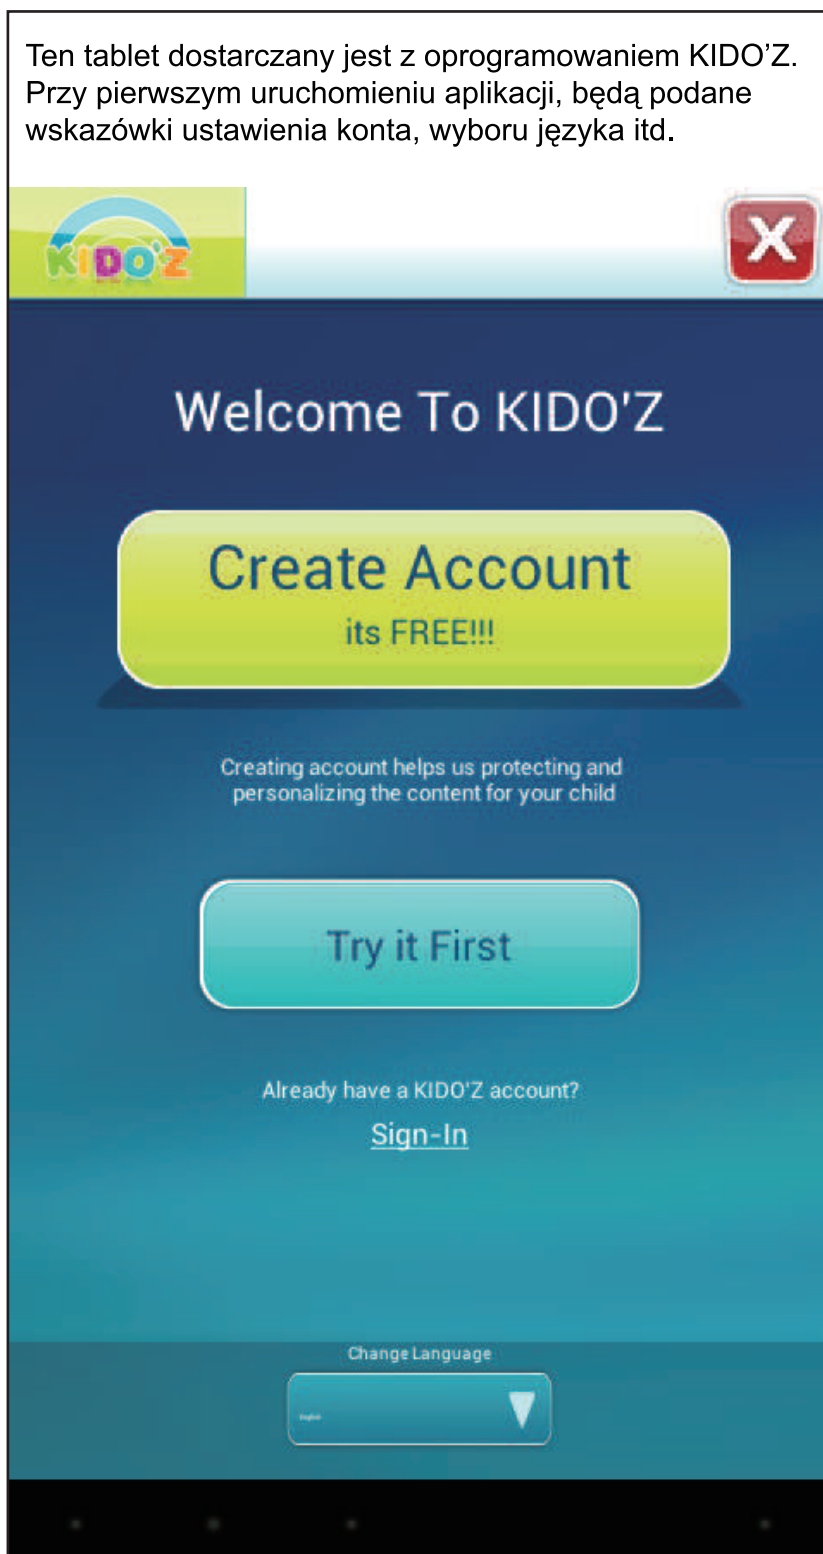 Ten tablet dostarczany jest z oprogramowaniem KIDO’Z.
Przy pierwszym uruchomieniu aplikacji, będą podane
wskazówki ustawienia konta, wyboru języka itd.
KIDO'Z
X
Welcome To KIDO'Z
Create Account
its FREE!!!
Creating account helps us protecting and
personalizing the content for your child
Try it First
Already have a KIDO'Z account?
Sign-In
Change Language
English